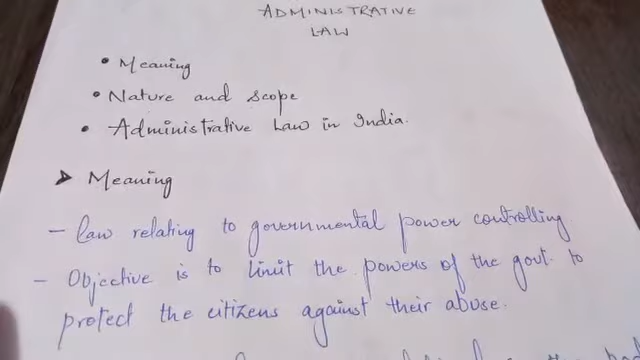 ADMINISTRATIVE
LAW
• Meaning
• Nature and scope
• Administrative Law in India.
➤ Meaning
- Law relating to governmental power controlling
- Objective is to limit the powers of the govt. to
protect the citizens against their abuse.